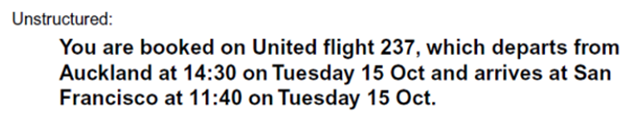 Unstructured:
You are booked on United flight 237, which departs from
Auckland at 14:30 on Tuesday 15 Oct and arrives at San
Francisco at 11:40 on Tuesday 15 Oct.